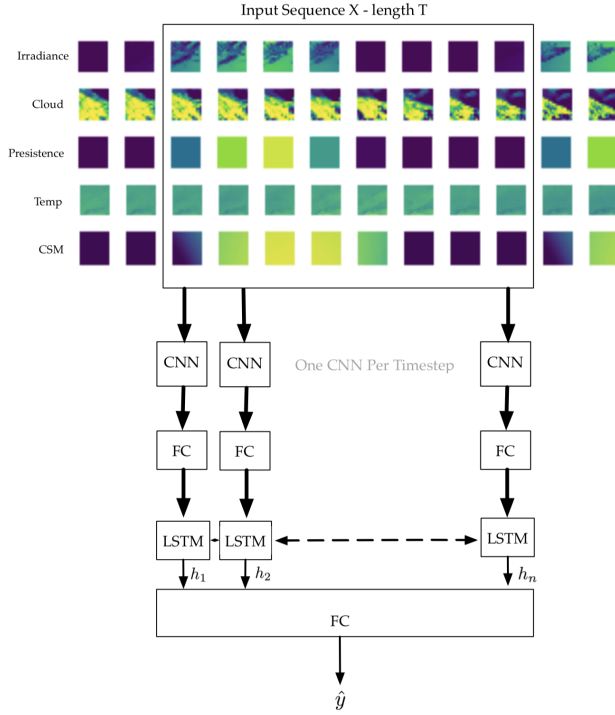 Input Sequence X - length T
Irradiance
Cloud
Presistence
Temp
CSM
CNN CNN One CNN Per Timestep CNN
FC FC FC
LSTM LSTM LSTM
h₁ h₂ hₙ
FC
ŷ